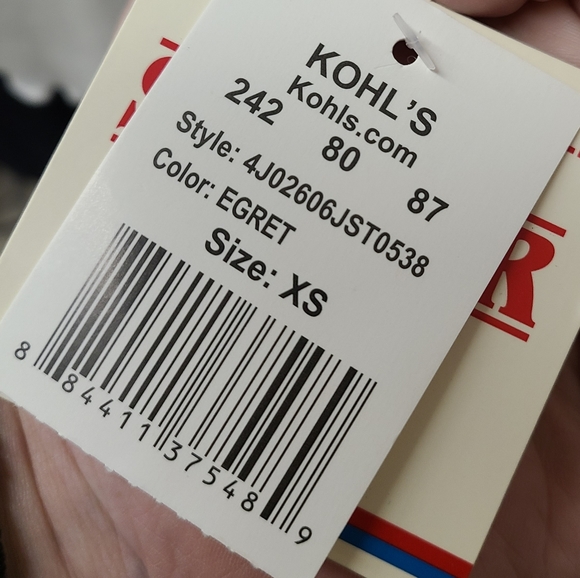 KOHL'S
Kohls.com
242 80 87
Style: 4J02606JST0538
Color: EGRET
Size: XS
8 84411 37548 9
R